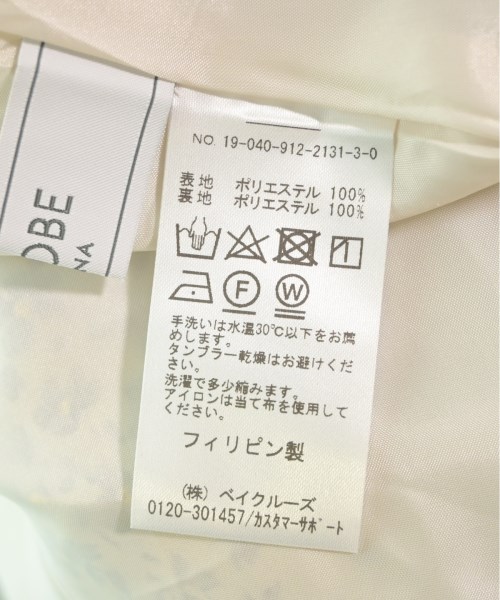 OBE
NA
NO. 19-040-912-2131-3-0
表地 ポリエステル 100%
裏地 ポリエステル 100%
F
W
手洗いは水温30℃以下をお薦
めします。
タンブラー乾燥はお避けくだ
さい。
洗濯で多少縮みます。
アイロンは当て布を使用して
ください。
フィリピン製
(株) ベイクルーズ
0120-301457/カスタマーサポート